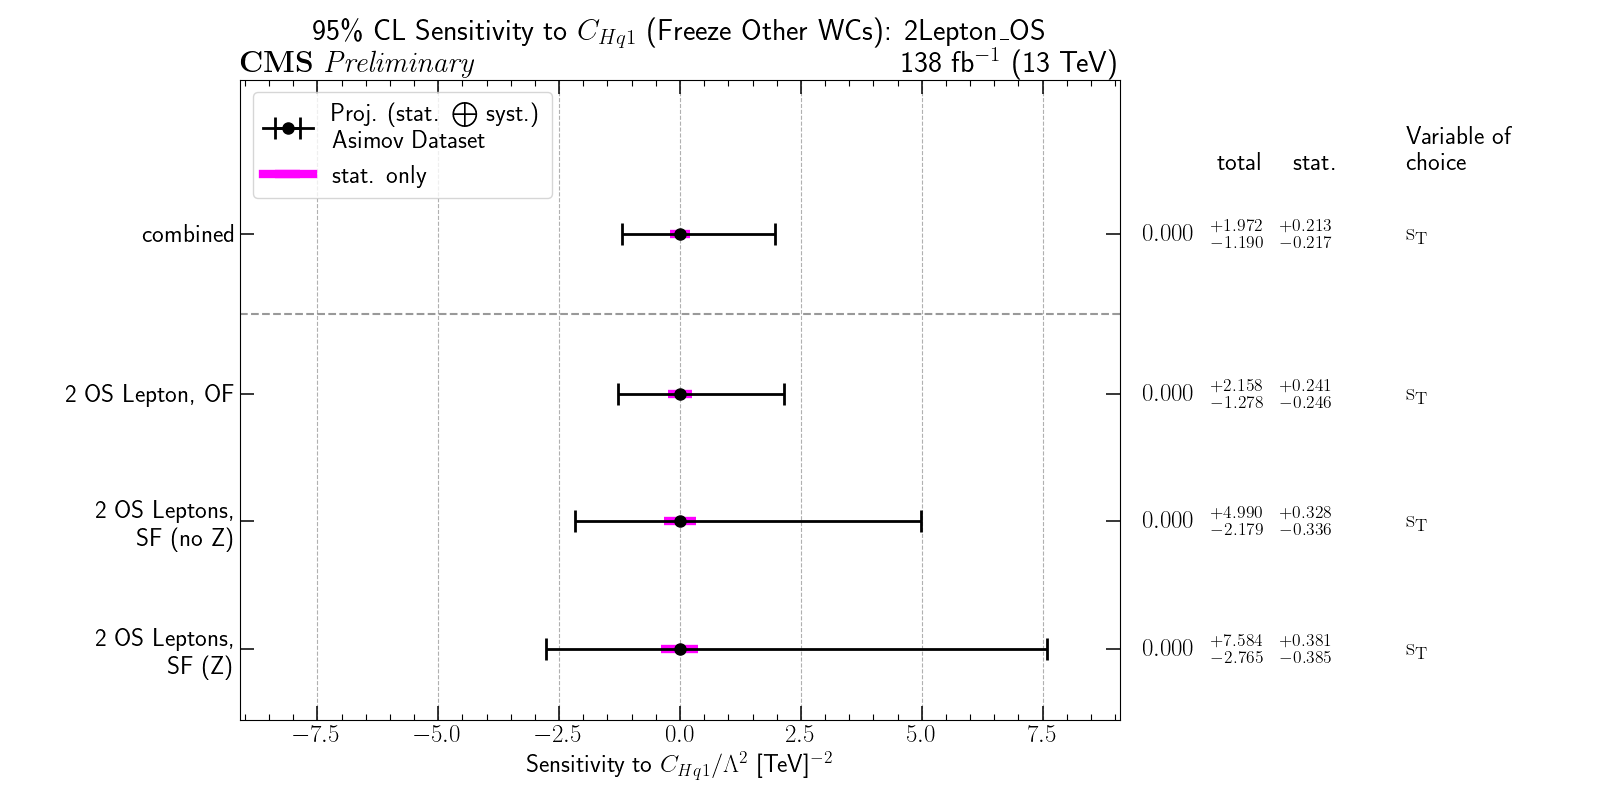 95% CL Sensitivity to C_{Hq1} (Freeze Other WCs): 2Lepton_OS
CMS Preliminary 138 fb⁻¹ (13 TeV)
Proj. (stat. ⨁ syst.)
Asimov Dataset
stat. only
Variable of
choice
total stat.
combined 0.000 +1.972 −1.190 +0.213 −0.217 s_T
2 OS Lepton, OF 0.000 +2.158 −1.278 +0.241 −0.246 s_T
2 OS Leptons,
SF (no Z) 0.000 +4.990 −2.179 +0.328 −0.336 s_T
2 OS Leptons,
SF (Z) 0.000 +7.584 −2.765 +0.381 −0.385 s_T
−7.5 −5.0 −2.5 0.0 2.5 5.0 7.5
Sensitivity to C_{Hq1}/Λ² [TeV]⁻²